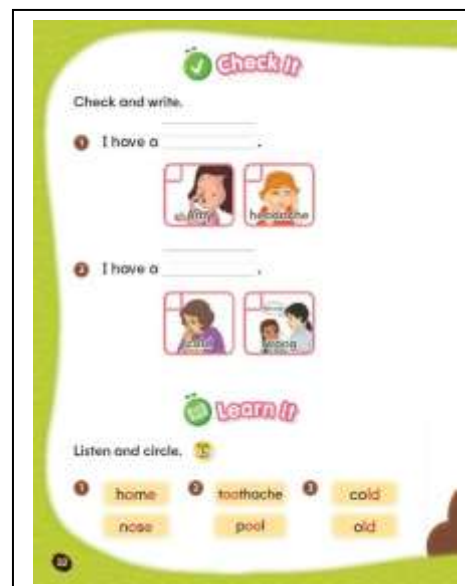 Check It
Check and write.
1 I have a .
headache
2 I have a .
wrong
Learn It
Listen and circle.
1 home 2 toothache 3 cold
nose pool old